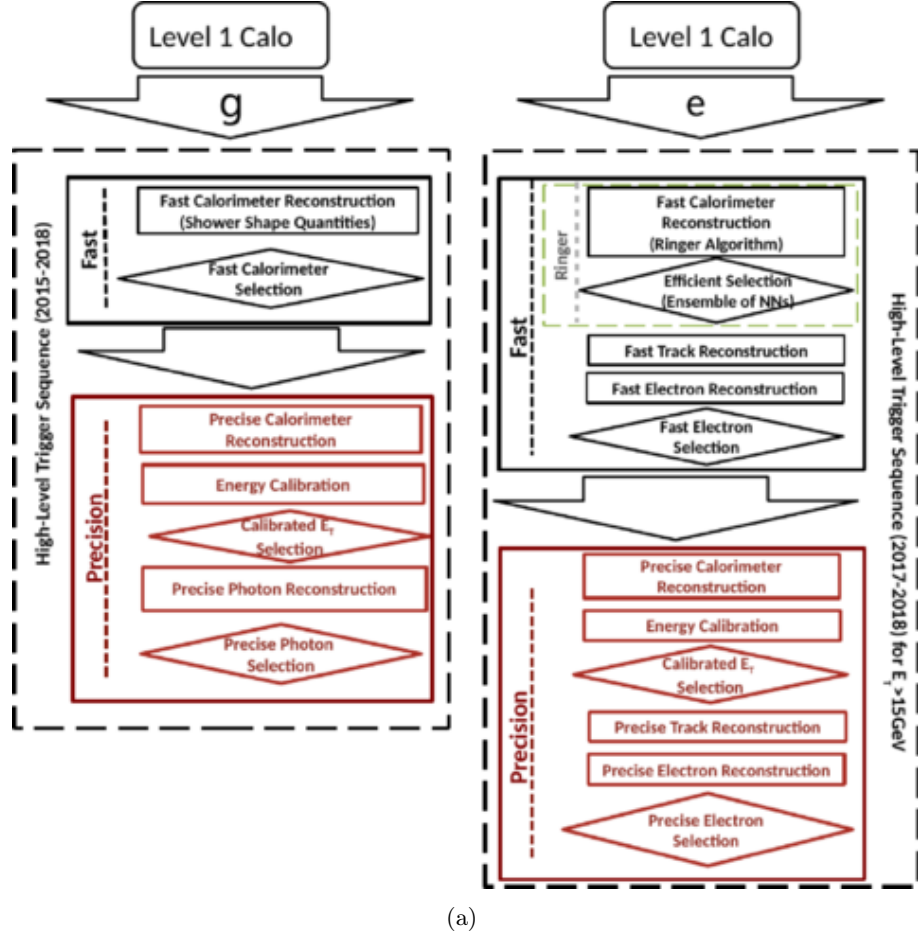 Level 1 Calo
g
High-Level Trigger Sequence (2015-2018)
Fast
Fast Calorimeter Reconstruction
(Shower Shape Quantities)
Fast Calorimeter
Selection
Precision
Precise Calorimeter
Reconstruction
Energy Calibration
Calibrated E_T
Selection
Precise Photon Reconstruction
Precise Photon
Selection
Level 1 Calo
e
High-Level Trigger Sequence (2017-2018) for E_T >15GeV
Fast
Ringer
Fast Calorimeter
Reconstruction
(Ringer Algorithm)
Efficient Selection
(Ensemble of NNs)
Fast Track Reconstruction
Fast Electron Reconstruction
Fast Electron
Selection
Precision
Precise Calorimeter
Reconstruction
Energy Calibration
Calibrated E_T
Selection
Precise Track Reconstruction
Precise Electron Reconstruction
Precise Electron
Selection
(a)